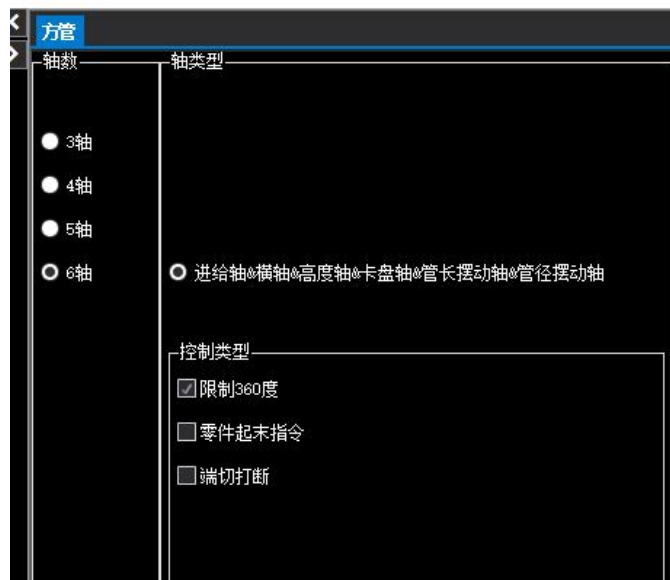 方管
轴数
轴类型
3轴
4轴
5轴
6轴
进给轴&横轴&高度轴&卡盘轴&管长摆动轴&管径摆动轴
控制类型
限制360度
零件起末指令
端切打断